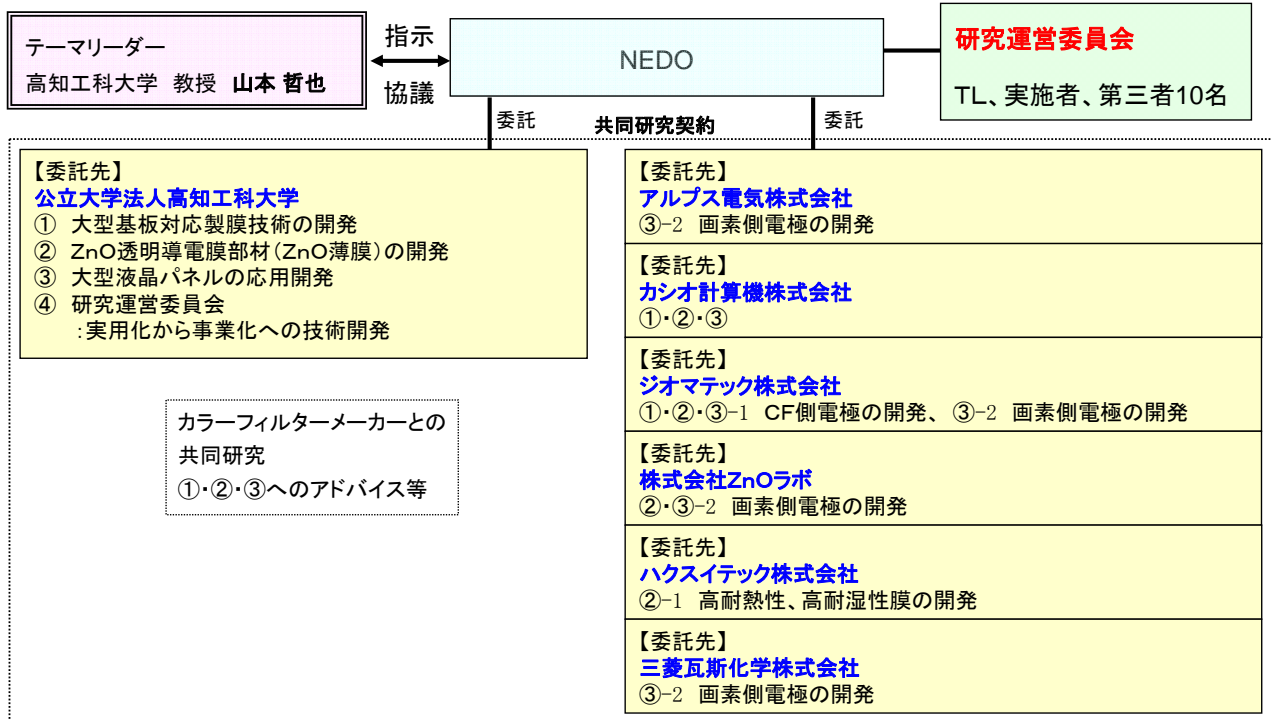 テーマリーダー
高知工科大学 教授 山本 哲也
指示
協議
NEDO
研究運営委員会
TL、実施者、第三者10名
委託
共同研究契約
委託
【委託先】
公立大学法人高知工科大学
① 大型基板対応製膜技術の開発
② ZnO透明導電膜部材(ZnO薄膜)の開発
③ 大型液晶パネルの応用開発
④ 研究運営委員会
:実用化から事業化への技術開発
カラーフィルターメーカーとの
共同研究
①・②・③へのアドバイス等
【委託先】
アルプス電気株式会社
③-2 画素側電極の開発
【委託先】
カシオ計算機株式会社
①・②・③
【委託先】
ジオマテック株式会社
①・②・③-1 CF側電極の開発、 ③-2 画素側電極の開発
【委託先】
株式会社ZnOラボ
②・③-2 画素側電極の開発
【委託先】
ハクスイテック株式会社
②-1 高耐熱性、高耐湿性膜の開発
【委託先】
三菱瓦斯化学株式会社
③-2 画素側電極の開発